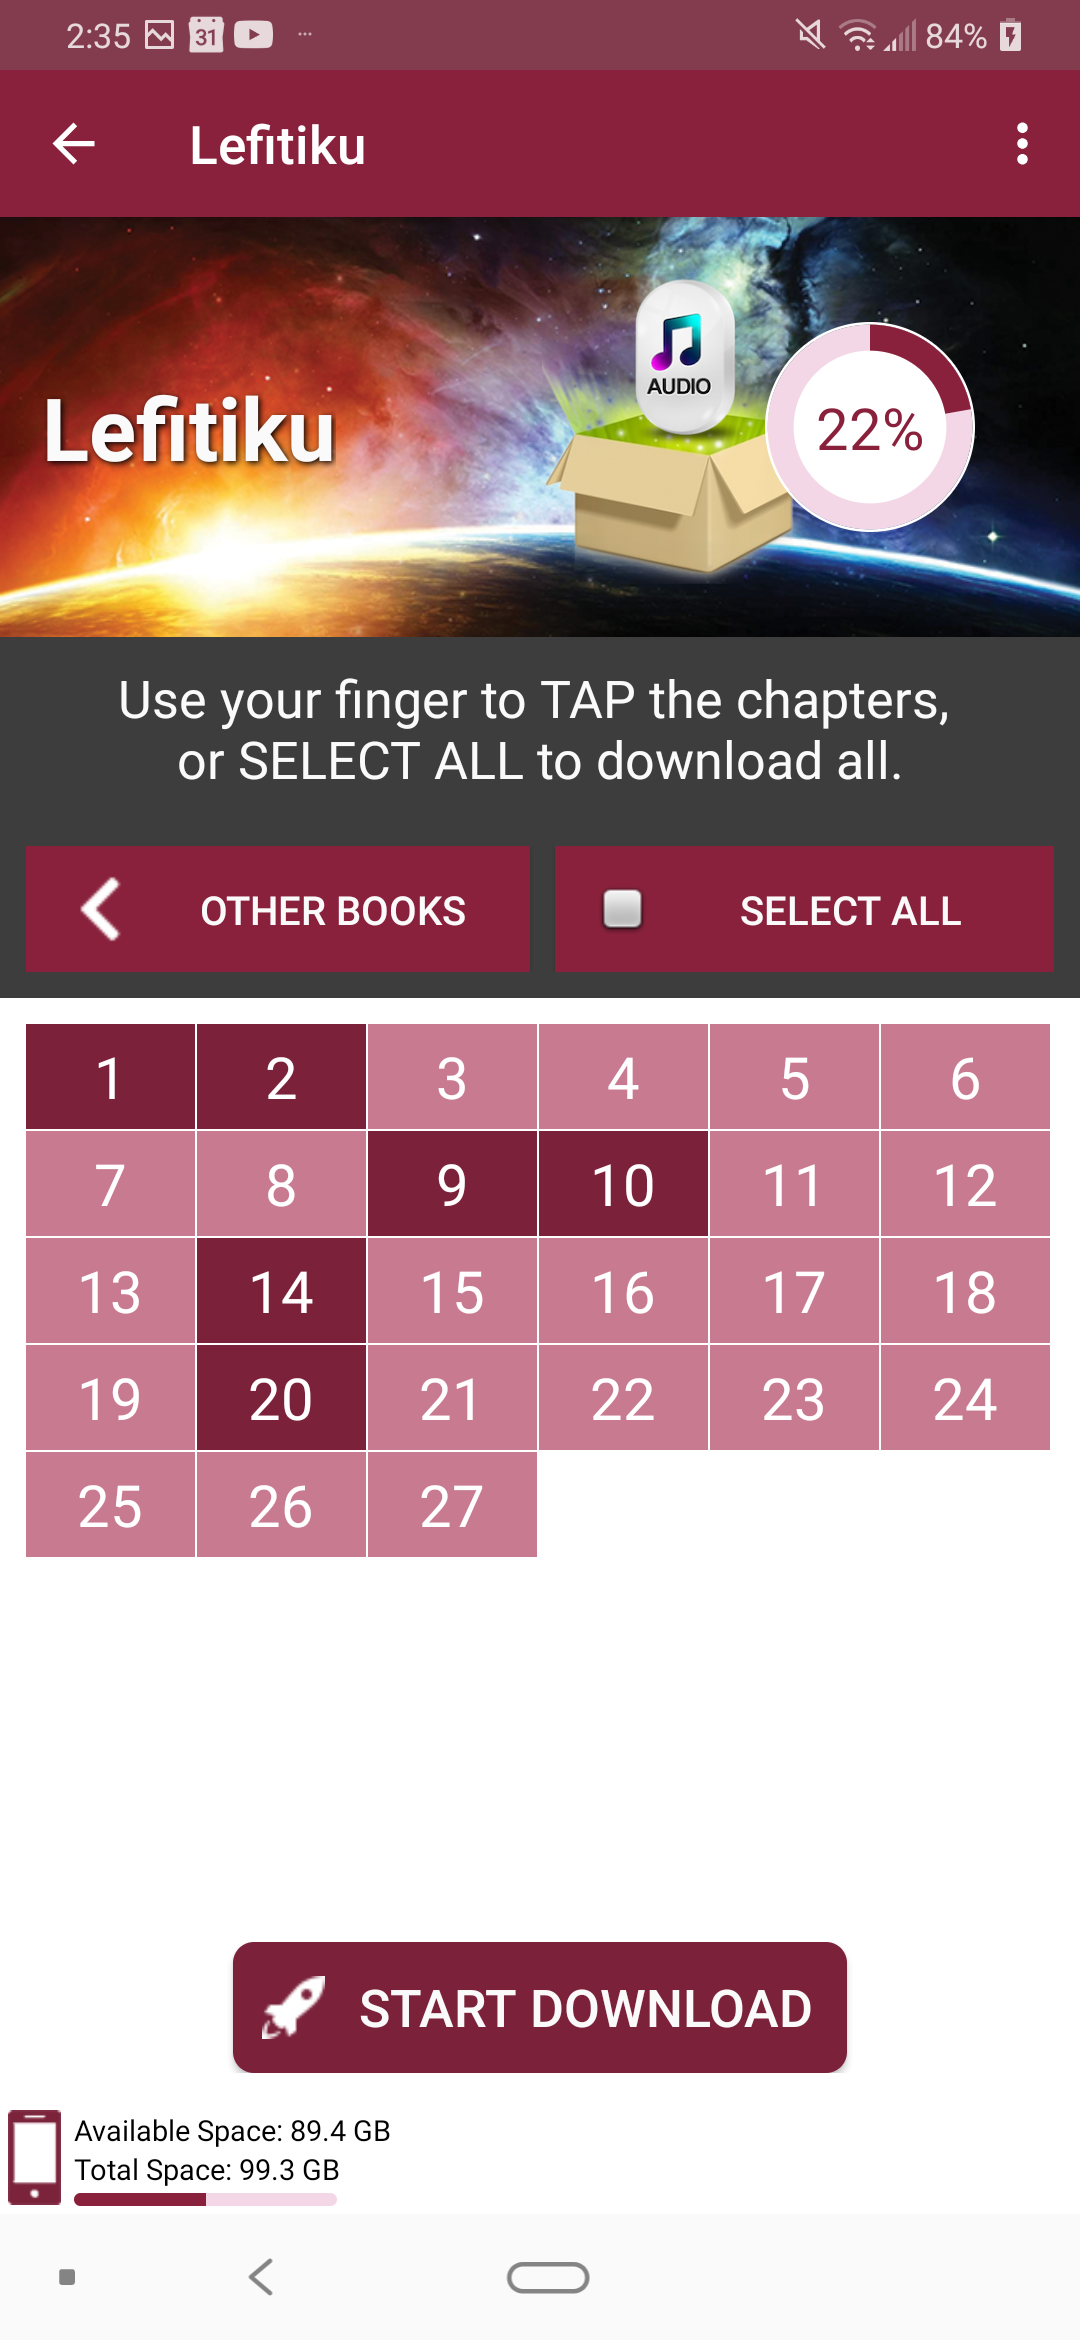 2:35 31 84%
Lefitiku
AUDIO
Lefitiku
22%
Use your finger to TAP the chapters,
or SELECT ALL to download all.
OTHER BOOKS
SELECT ALL
1 2 3 4 5 6
7 8 9 10 11 12
13 14 15 16 17 18
19 20 21 22 23 24
25 26 27
START DOWNLOAD
Available Space: 89.4 GB
Total Space: 99.3 GB